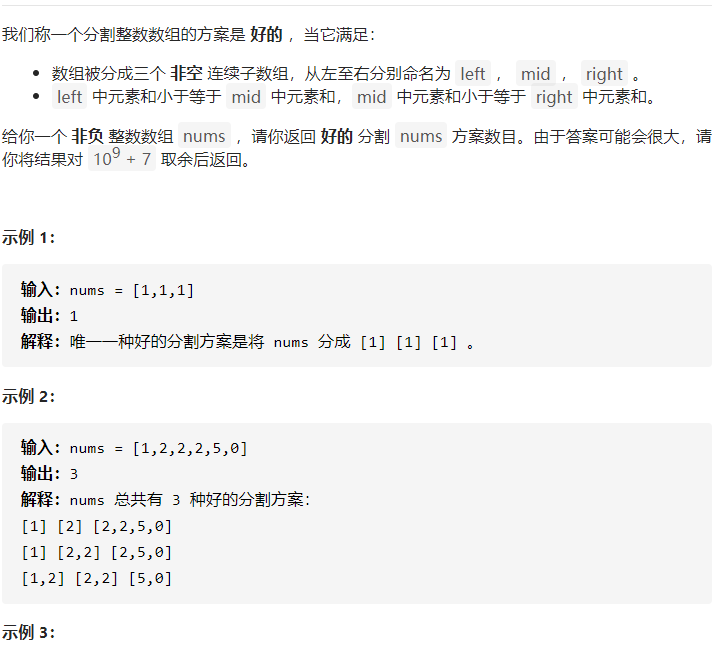 我们称一个分割整数数组的方案是 好的 ，当它满足：
数组被分成三个 非空 连续子数组，从左至右分别命名为 left ， mid ， right 。
left 中元素和小于等于 mid 中元素和，mid 中元素和小于等于 right 中元素和。
给你一个 非负 整数数组 nums ，请你返回 好的 分割 nums 方案数目。由于答案可能会很大，请
你将结果对 10⁹ + 7 取余后返回。
示例 1：
输入：nums = [1,1,1]
输出：1
解释：唯一一种好的分割方案是将 nums 分成 [1] [1] [1] 。
示例 2：
输入：nums = [1,2,2,2,5,0]
输出：3
解释：nums 总共有 3 种好的分割方案：
[1] [2] [2,2,5,0]
[1] [2,2] [2,5,0]
[1,2] [2,2] [5,0]
示例 3：